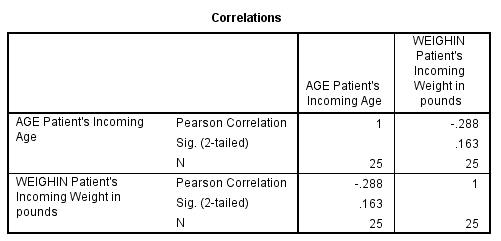 Correlations
AGE Patient's
Incoming Age
WEIGHIN
Patient's
Incoming
Weight in
pounds
AGE Patient's Incoming
Age
Pearson Correlation 1 -.288
Sig. (2-tailed) .163
N 25 25
WEIGHIN Patient's
Incoming Weight in
pounds
Pearson Correlation -.288 1
Sig. (2-tailed) .163
N 25 25